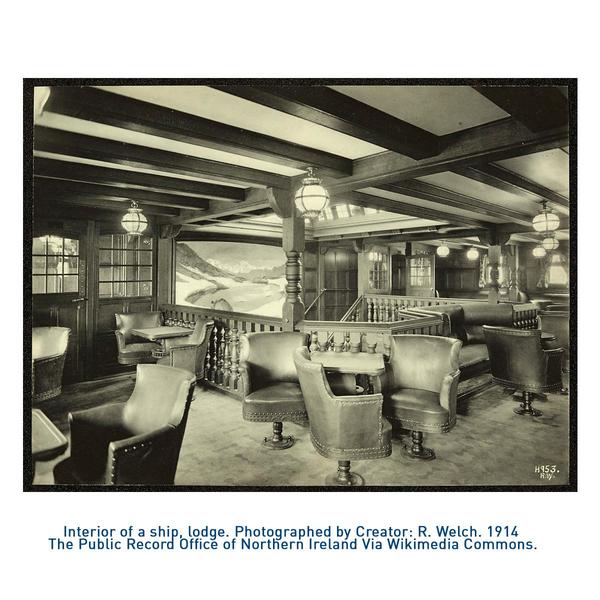 H953.
R.W.
Interior of a ship, lodge. Photographed by Creator: R. Welch. 1914
The Public Record Office of Northern Ireland Via Wikimedia Commons.